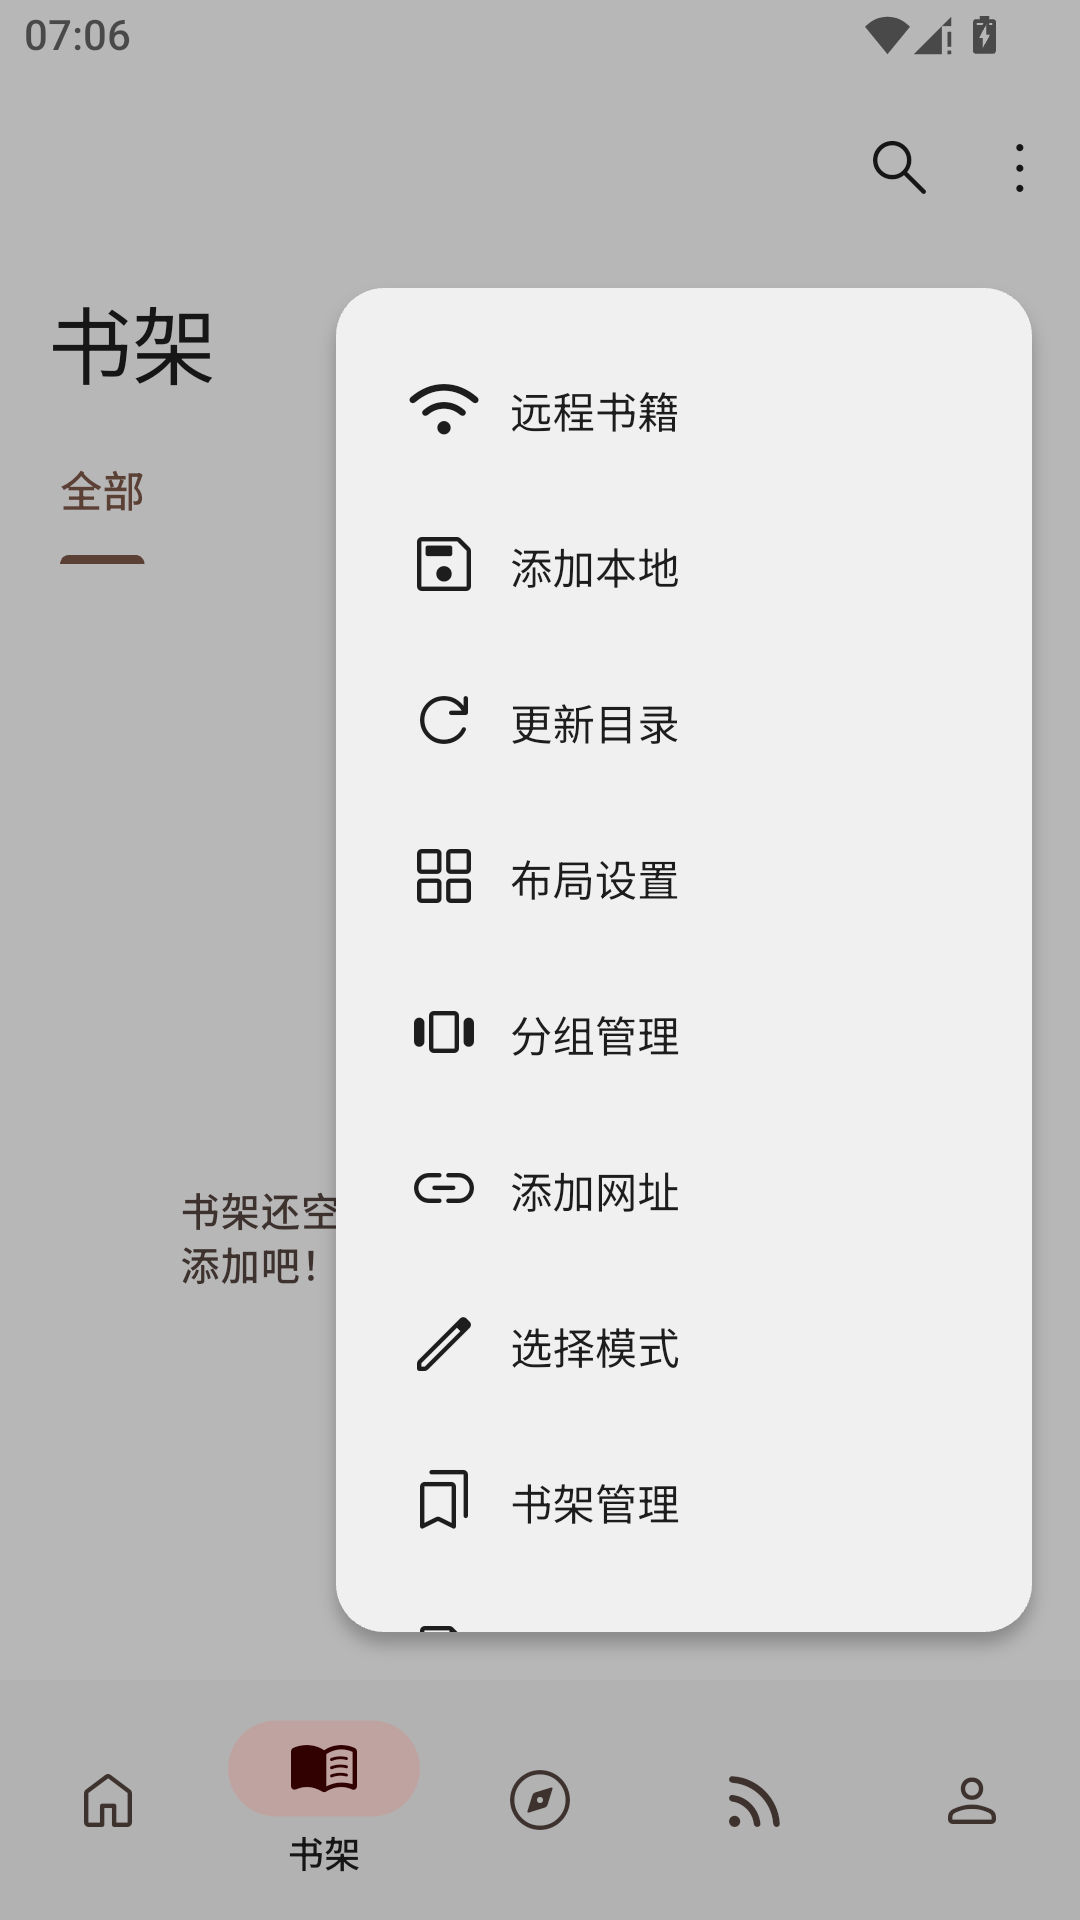 07:06
书架
全部
远程书籍
添加本地
更新目录
布局设置
分组管理
添加网址
书架还空
添加吧!
选择模式
书架管理
书架